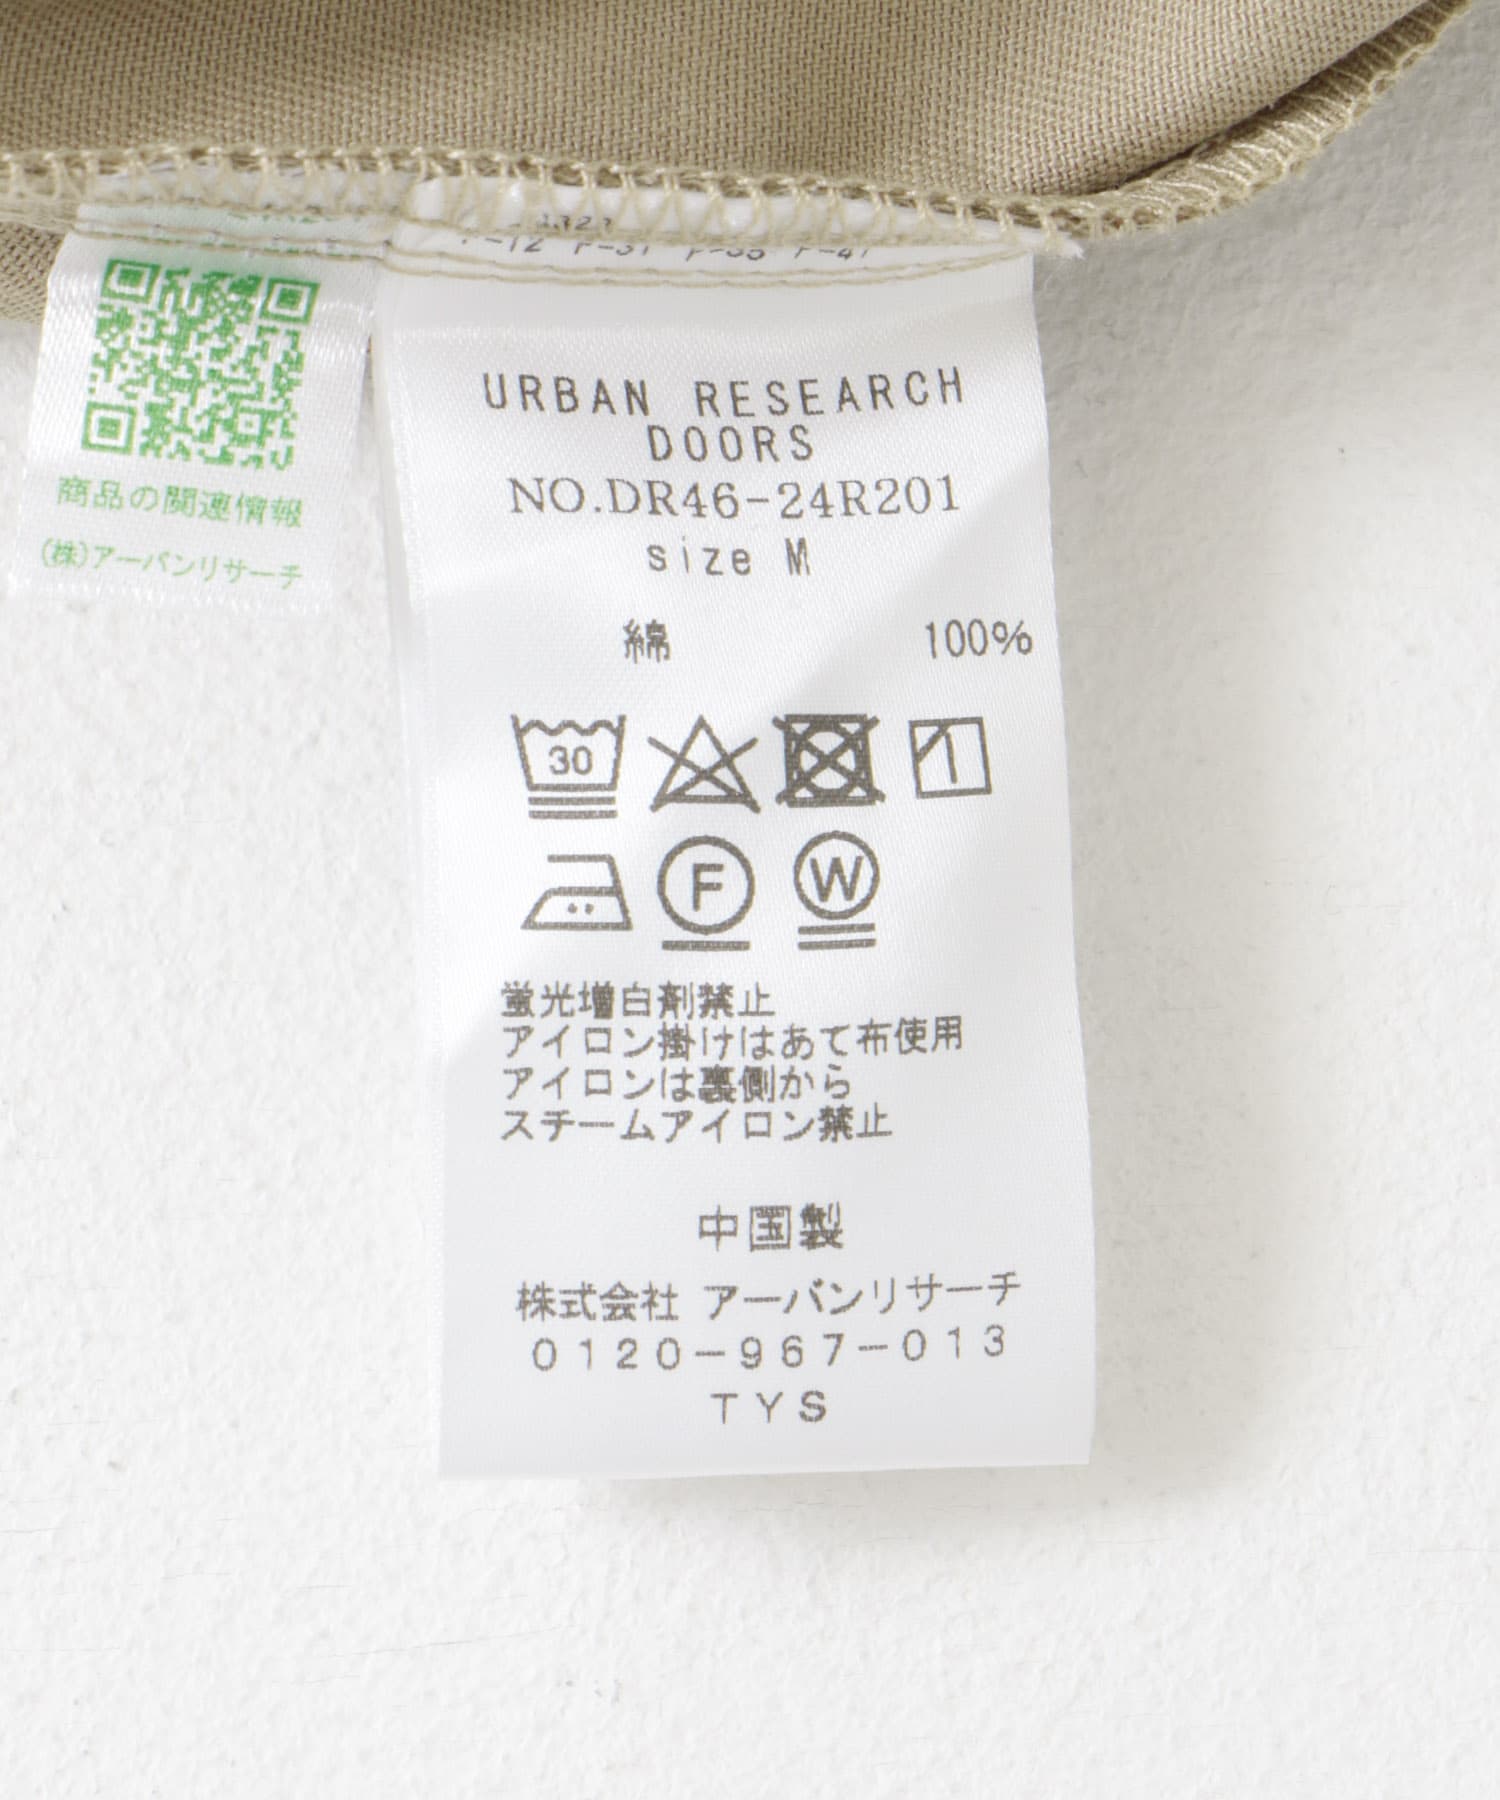 商品の関連情報
(株)アーバンリサーチ
URBAN RESEARCH
DOORS
NO.DR46-24R201
size M
綿 100%
30
F
W
蛍光増白剤禁止
アイロン掛けはあて布使用
アイロンは裏側から
スチームアイロン禁止
中国製
株式会社 アーバンリサーチ
0120-967-013
TYS